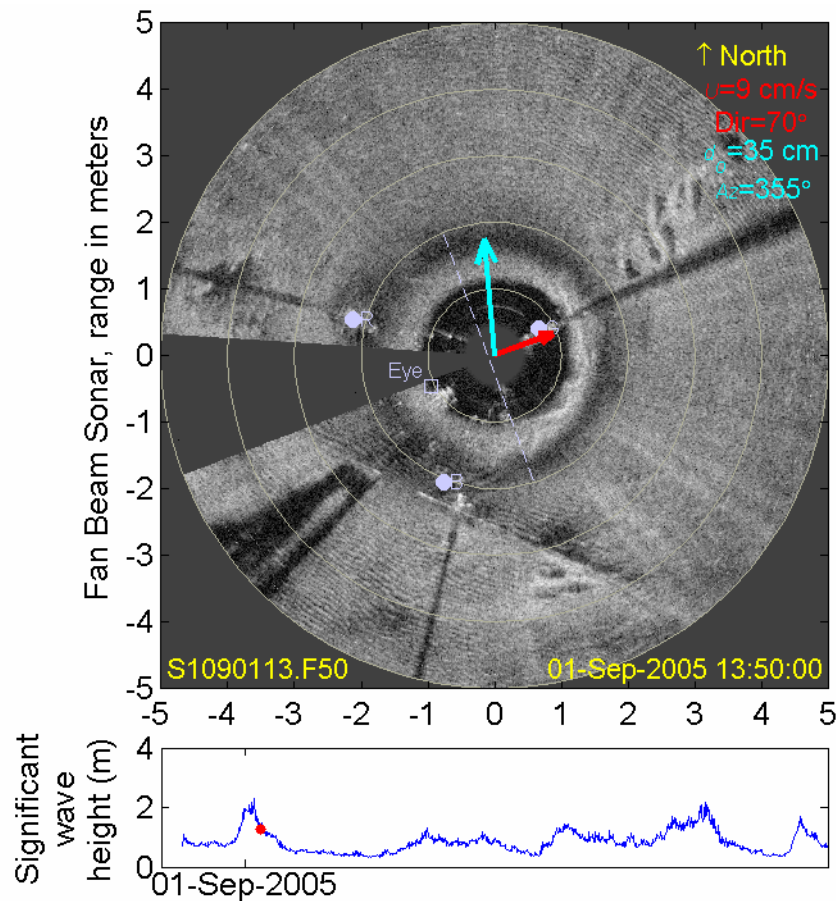 Fan Beam Sonar, range in meters
5
4
3
2
1
0
-1
-2
-3
-4
-5
↑ North
U=9 cm/s
Dir=70°
=35 cm
Az=355°
R
Eye
B
S1090113.F50
01-Sep-2005 13:50:00
-5 -4 -3 -2 -1 0 1 2 3 4 5
Significant
wave
height (m)
4
2
0
01-Sep-2005